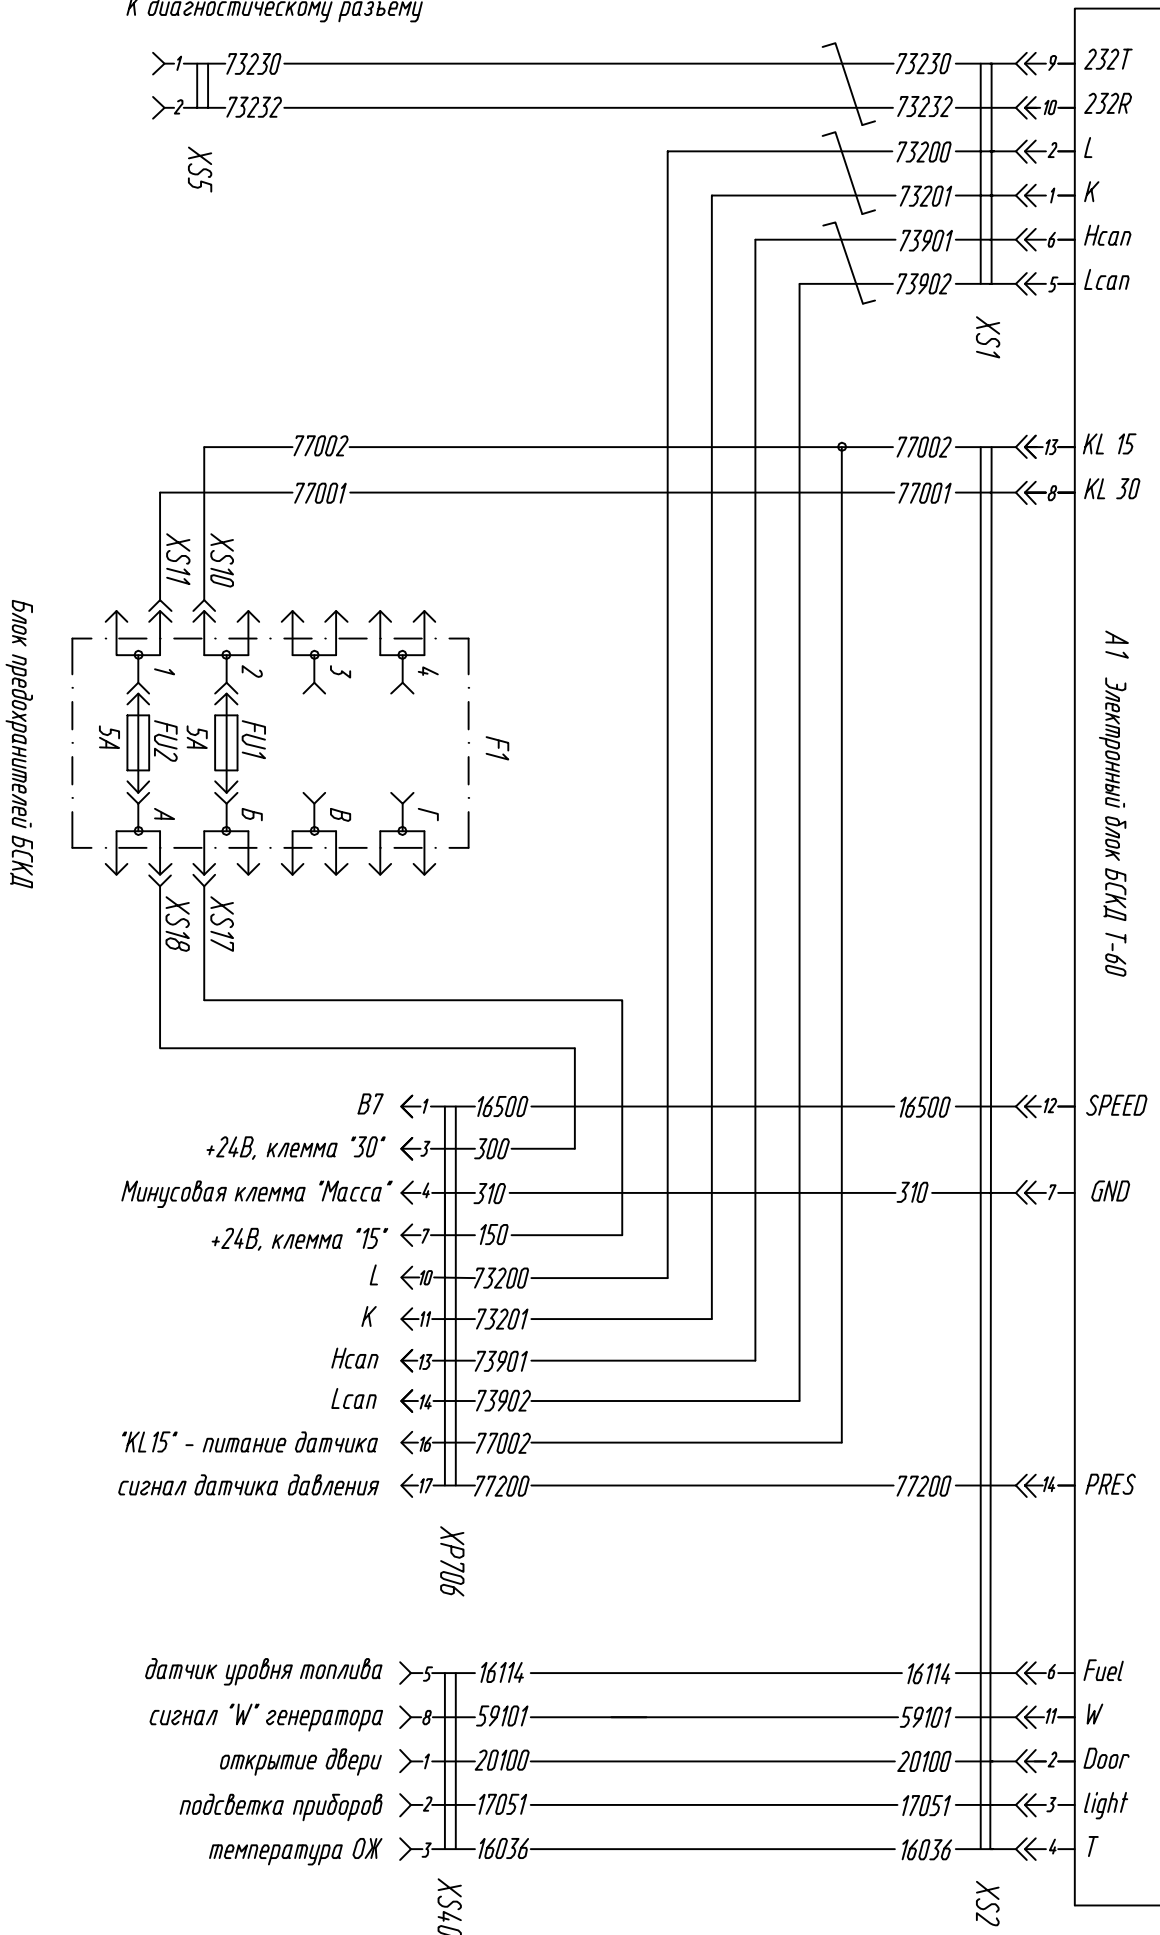 К диагностическому разъему
1 73230 73230 9 232T
2 73232 73232 10 232R
XS5
73200 2 L
73201 1 K
73901 6 Hcan
73902 5 Lcan
XS1
77002 77002 13 KL 15
77001 77001 8 KL 30
XS11 XS10
1 2 3 4
FU2 5A
FU1 5A
F1
А Б В Г
XS18 XS17
Блок предохранителей БСКД
А1 Электронный блок БСКД Т-60
B7 1 16500 16500 12 SPEED
+24В, клемма "30" 3 300
Минусовая клемма "Масса" 4 310 310 7 GND
+24В, клемма "15" 7 150
L 10 73200
K 11 73201
Hcan 13 73901
Lcan 14 73902
"KL15" - питание датчика 16 77002
сигнал датчика давления 17 77200 77200 14 PRES
XP706
датчик уровня топлива 5 16114 16114 6 Fuel
сигнал "W" генератора 8 59101 59101 11 W
открытие двери 1 20100 20100 2 Door
подсветка приборов 2 17051 17051 3 light
температура ОЖ 3 16036 16036 4 T
XS2